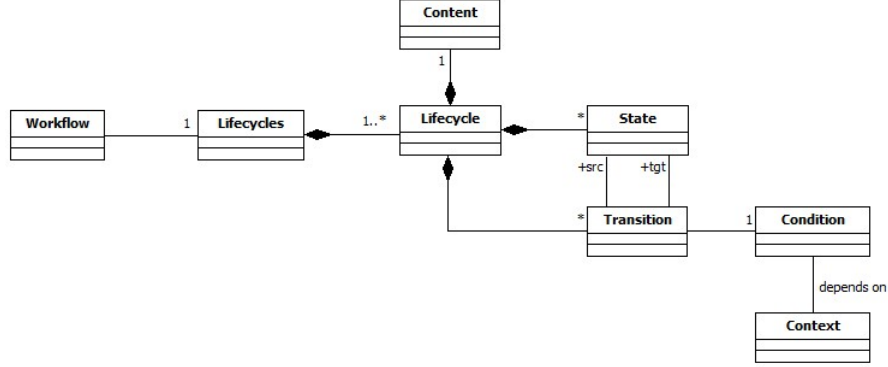 Content
1
Workflow
1
Lifecycles
1..*
Lifecycle
*
State
+src
+tgt
*
Transition
1
Condition
depends on
Context